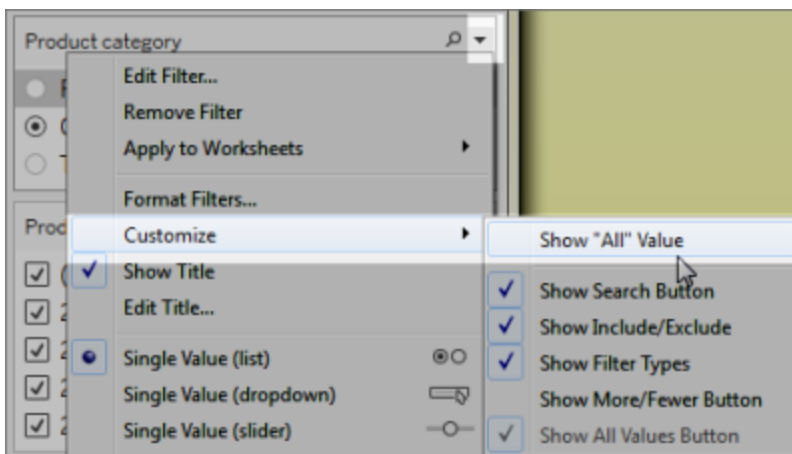 Product category
Edit Filter...
Remove Filter
Apply to Worksheets
Format Filters...
Customize
Show "All" Value
Show Title
Show Search Button
Edit Title...
Show Include/Exclude
Single Value (list)
Show Filter Types
Single Value (dropdown)
Show More/Fewer Button
Single Value (slider)
Show All Values Button